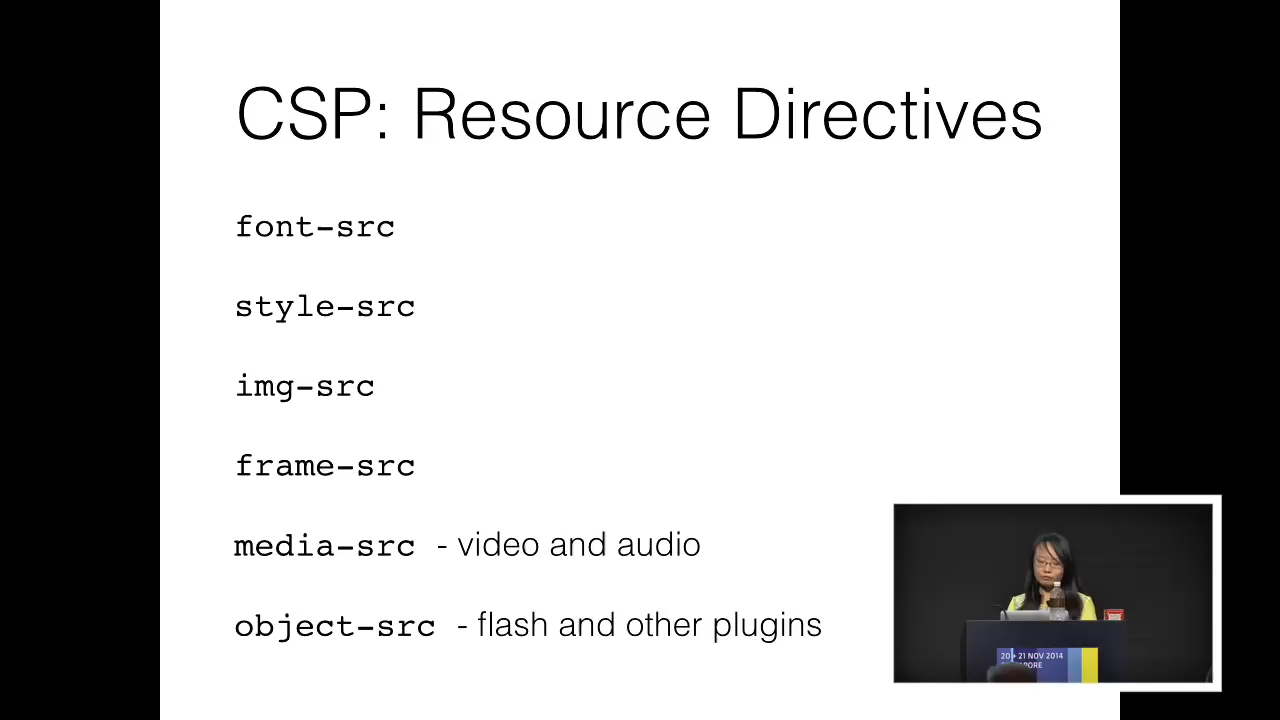 CSP: Resource Directives
font-src
style-src
img-src
frame-src
media-src - video and audio
object-src - flash and other plugins
21 NOV 2014